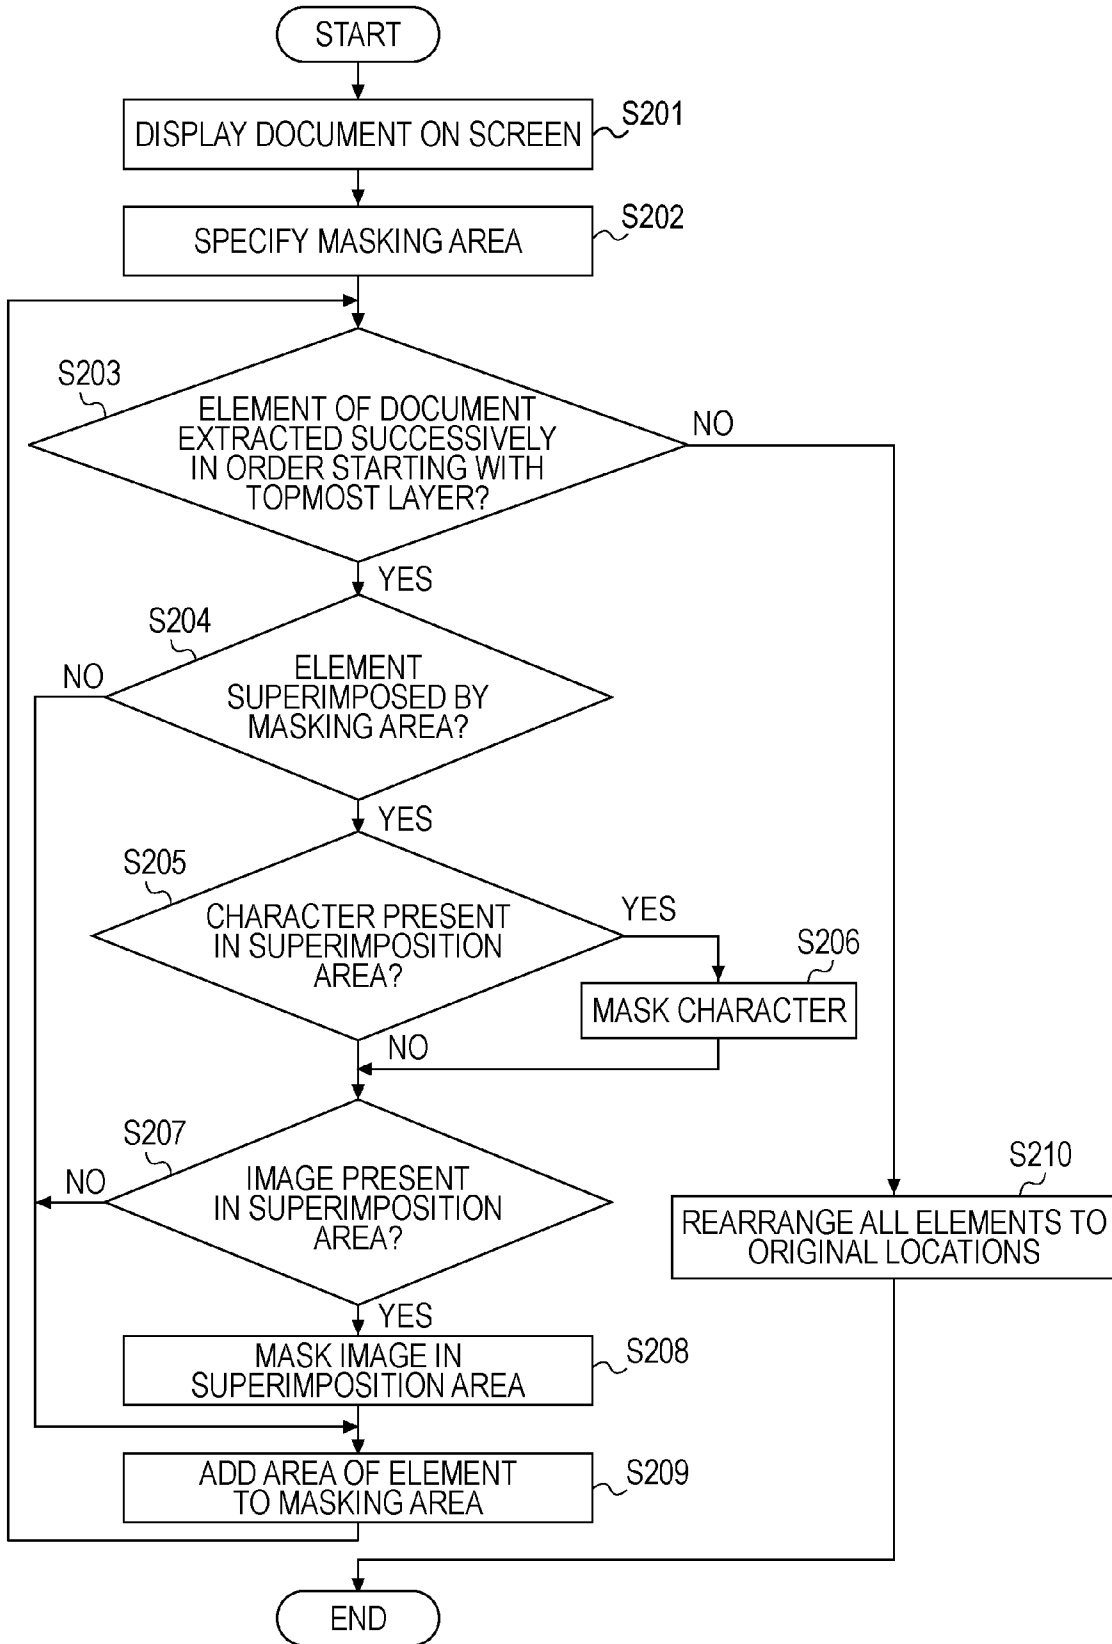 START
DISPLAY DOCUMENT ON SCREEN
S201
SPECIFY MASKING AREA
S202
S203
ELEMENT OF DOCUMENT
EXTRACTED SUCCESSIVELY
IN ORDER STARTING WITH
TOPMOST LAYER?
NO
YES
S204
NO
ELEMENT
SUPERIMPOSED BY
MASKING AREA?
YES
S205
CHARACTER PRESENT
IN SUPERIMPOSITION
AREA?
YES
S206
MASK CHARACTER
NO
S207
NO
IMAGE PRESENT
IN SUPERIMPOSITION
AREA?
S210
REARRANGE ALL ELEMENTS TO
ORIGINAL LOCATIONS
YES
MASK IMAGE IN
SUPERIMPOSITION AREA
S208
ADD AREA OF ELEMENT
TO MASKING AREA
S209
END